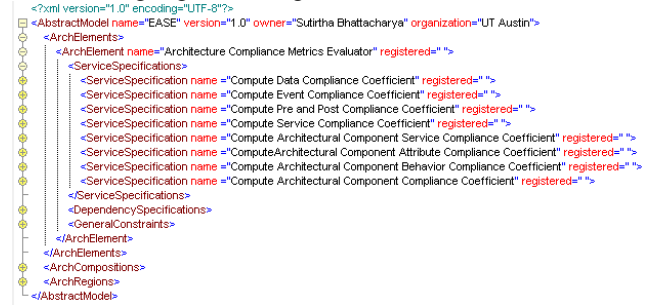 <?xml version="1.0" encoding="UTF-8"?>
<AbstractModel name="EASE" version="1.0" owner="Sutirtha Bhattacharya" organization="UT Austin">
<ArchElements>
<ArchElement name="Architecture Compliance Metrics Evaluator" registered=" ">
<ServiceSpecifications>
<ServiceSpecification name ="Compute Data Compliance Coefficient" registered=" ">
<ServiceSpecification name ="Compute Event Compliance Coefficient" registered=" ">
<ServiceSpecification name ="Compute Pre and Post Compliance Coefficient" registered=" ">
<ServiceSpecification name ="Compute Service Compliance Coefficient" registered=" ">
<ServiceSpecification name ="Compute Architectural Component Service Compliance Coefficient" registered=" ">
<ServiceSpecification name ="ComputeArchitectural Component Attribute Compliance Coefficient" registered=" ">
<ServiceSpecification name ="Compute Architectural Component Behavior Compliance Coefficient" registered=" ">
<ServiceSpecification name ="Compute Architectural Component Compliance Coefficient" registered=" ">
</ServiceSpecifications>
<DependencySpecifications>
<GeneralConstraints>
</ArchElement>
</ArchElements>
<ArchCompositions>
<ArchRegions>
</AbstractModel>